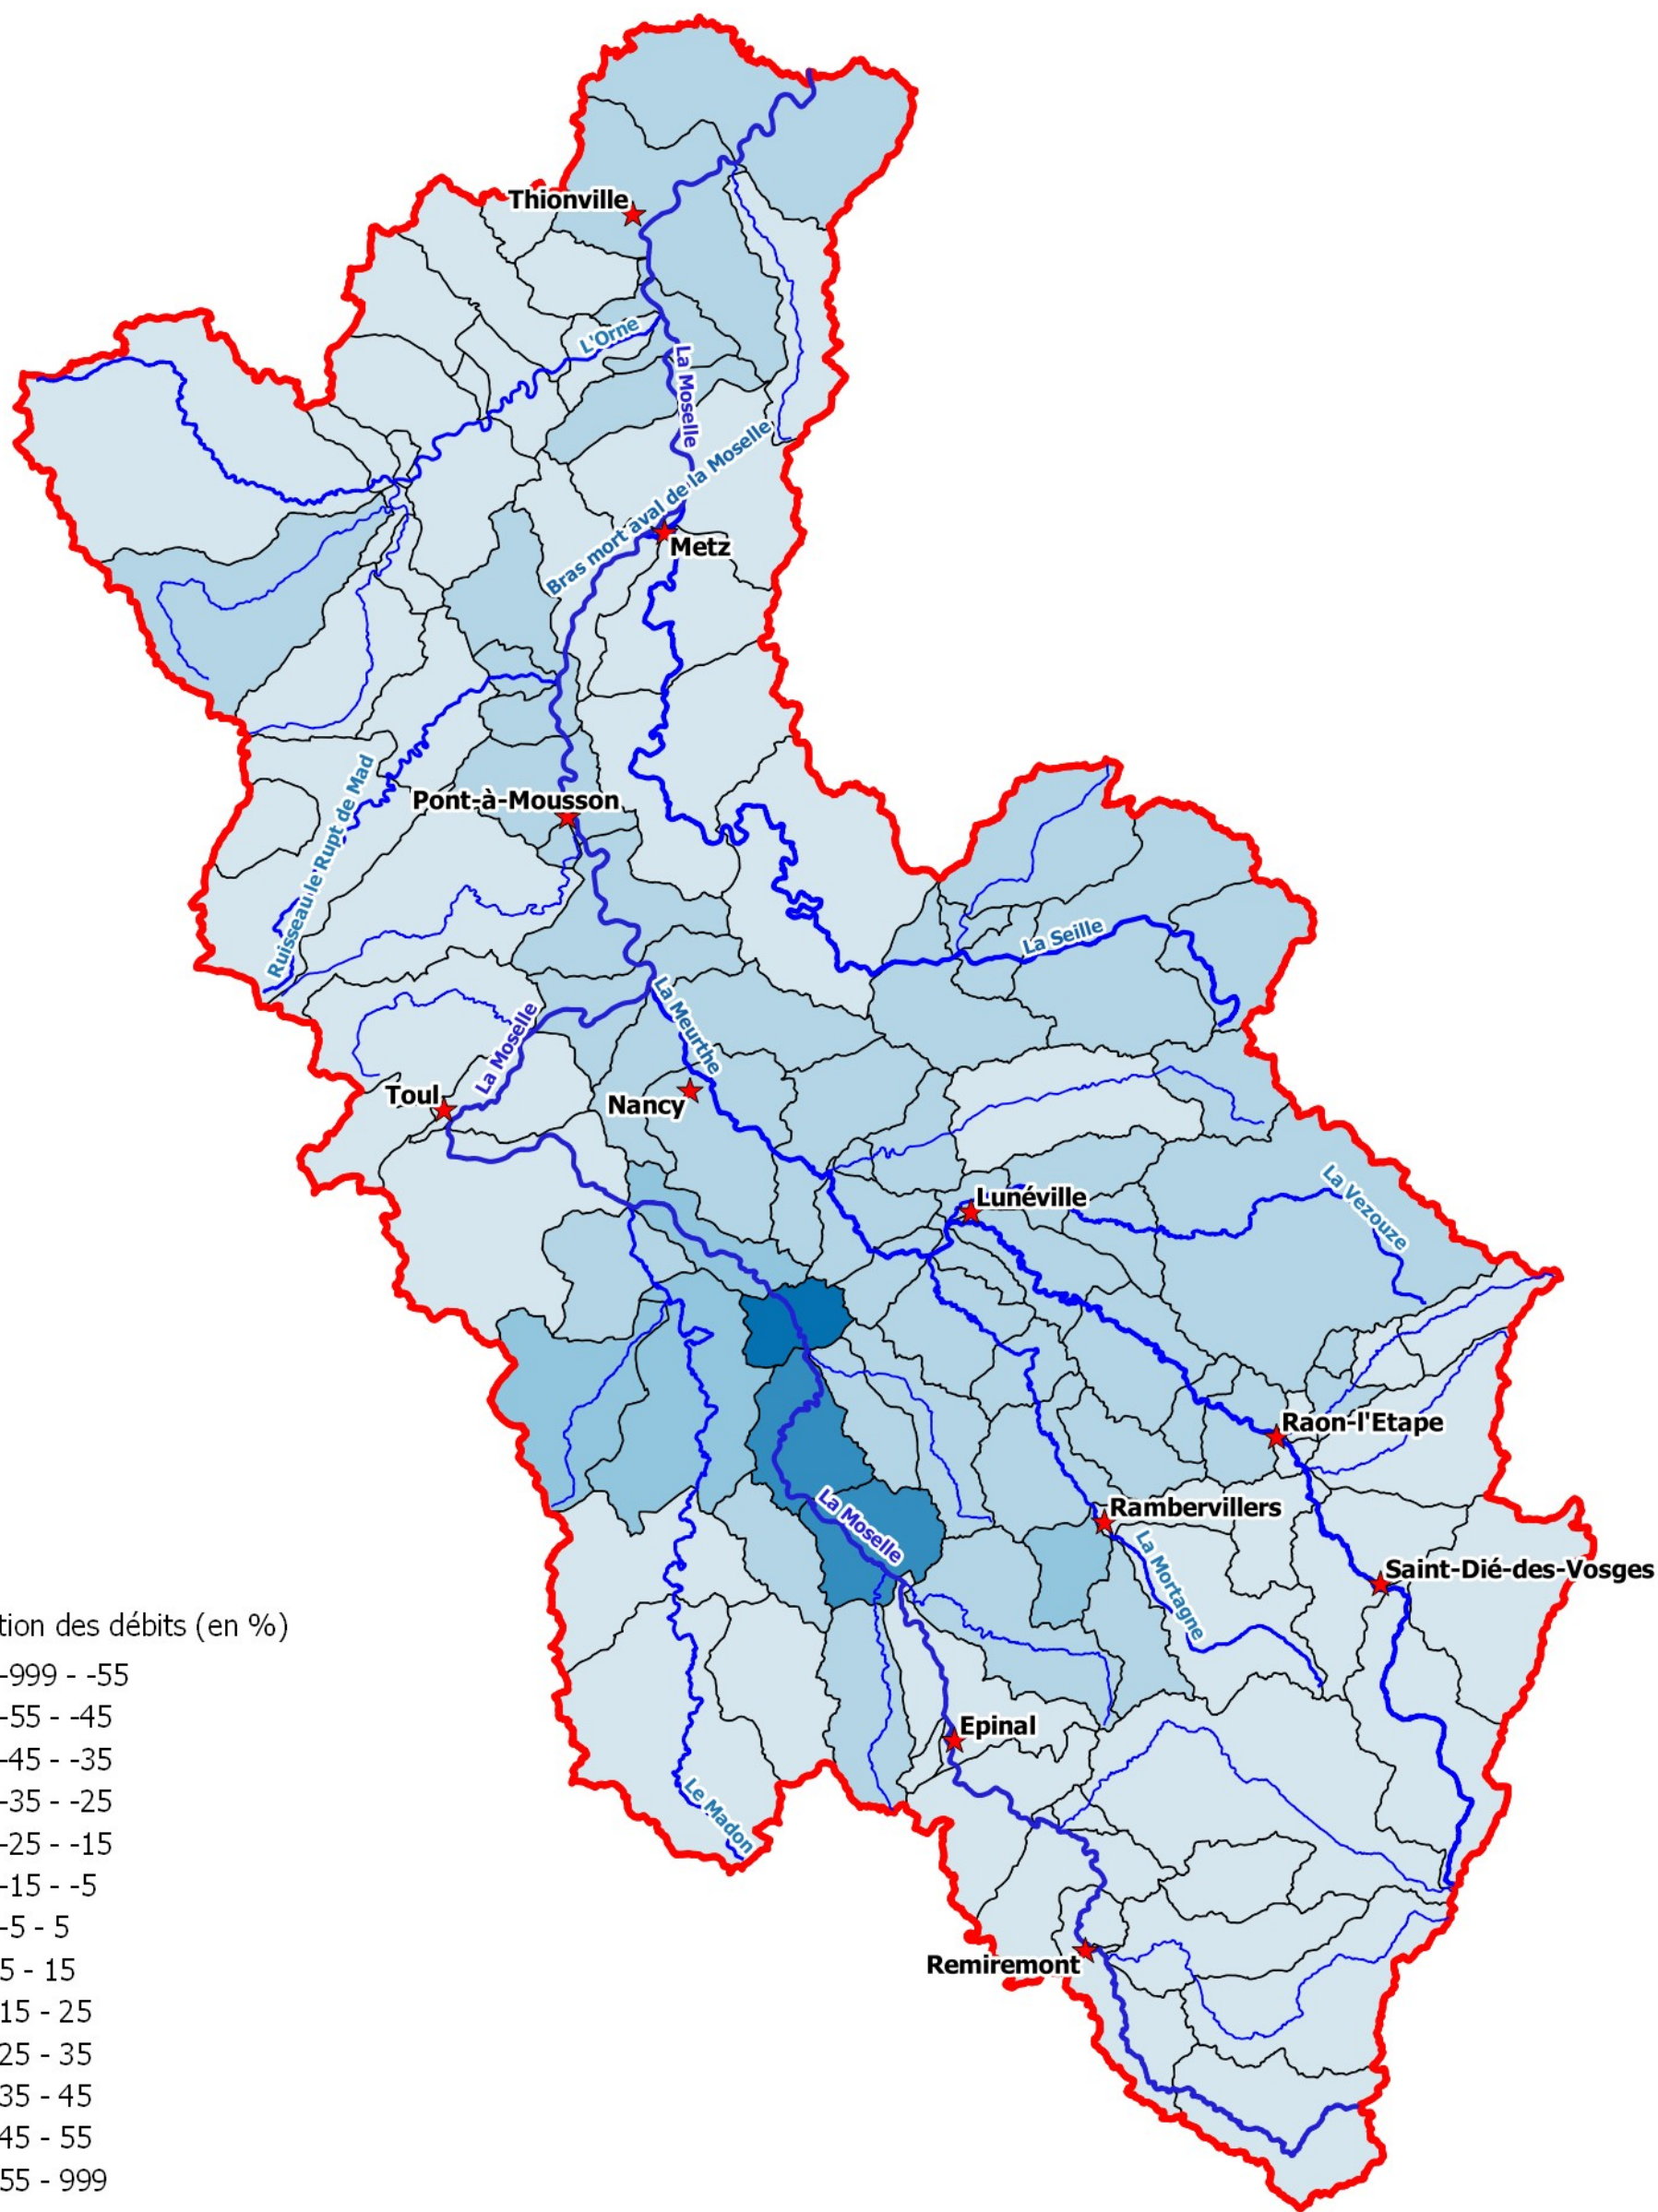 Thionville
L'Orne
La Moselle
Bras mort aval de la Moselle
Metz
Ruisseau le Rupt de Mad
Pont-à-Mousson
La Seille
La Meurthe
La Moselle
Toul
Nancy
Lunéville
La Vezouze
Raon-l'Etape
Rambervillers
La Moselle
La Mortagne
Saint-Dié-des-Vosges
Epinal
Le Madon
Remiremont
tion des débits (en %)
-999 - -55
-55 - -45
-45 - -35
-35 - -25
-25 - -15
-15 - -5
-5 - 5
5 - 15
15 - 25
25 - 35
35 - 45
45 - 55
55 - 999